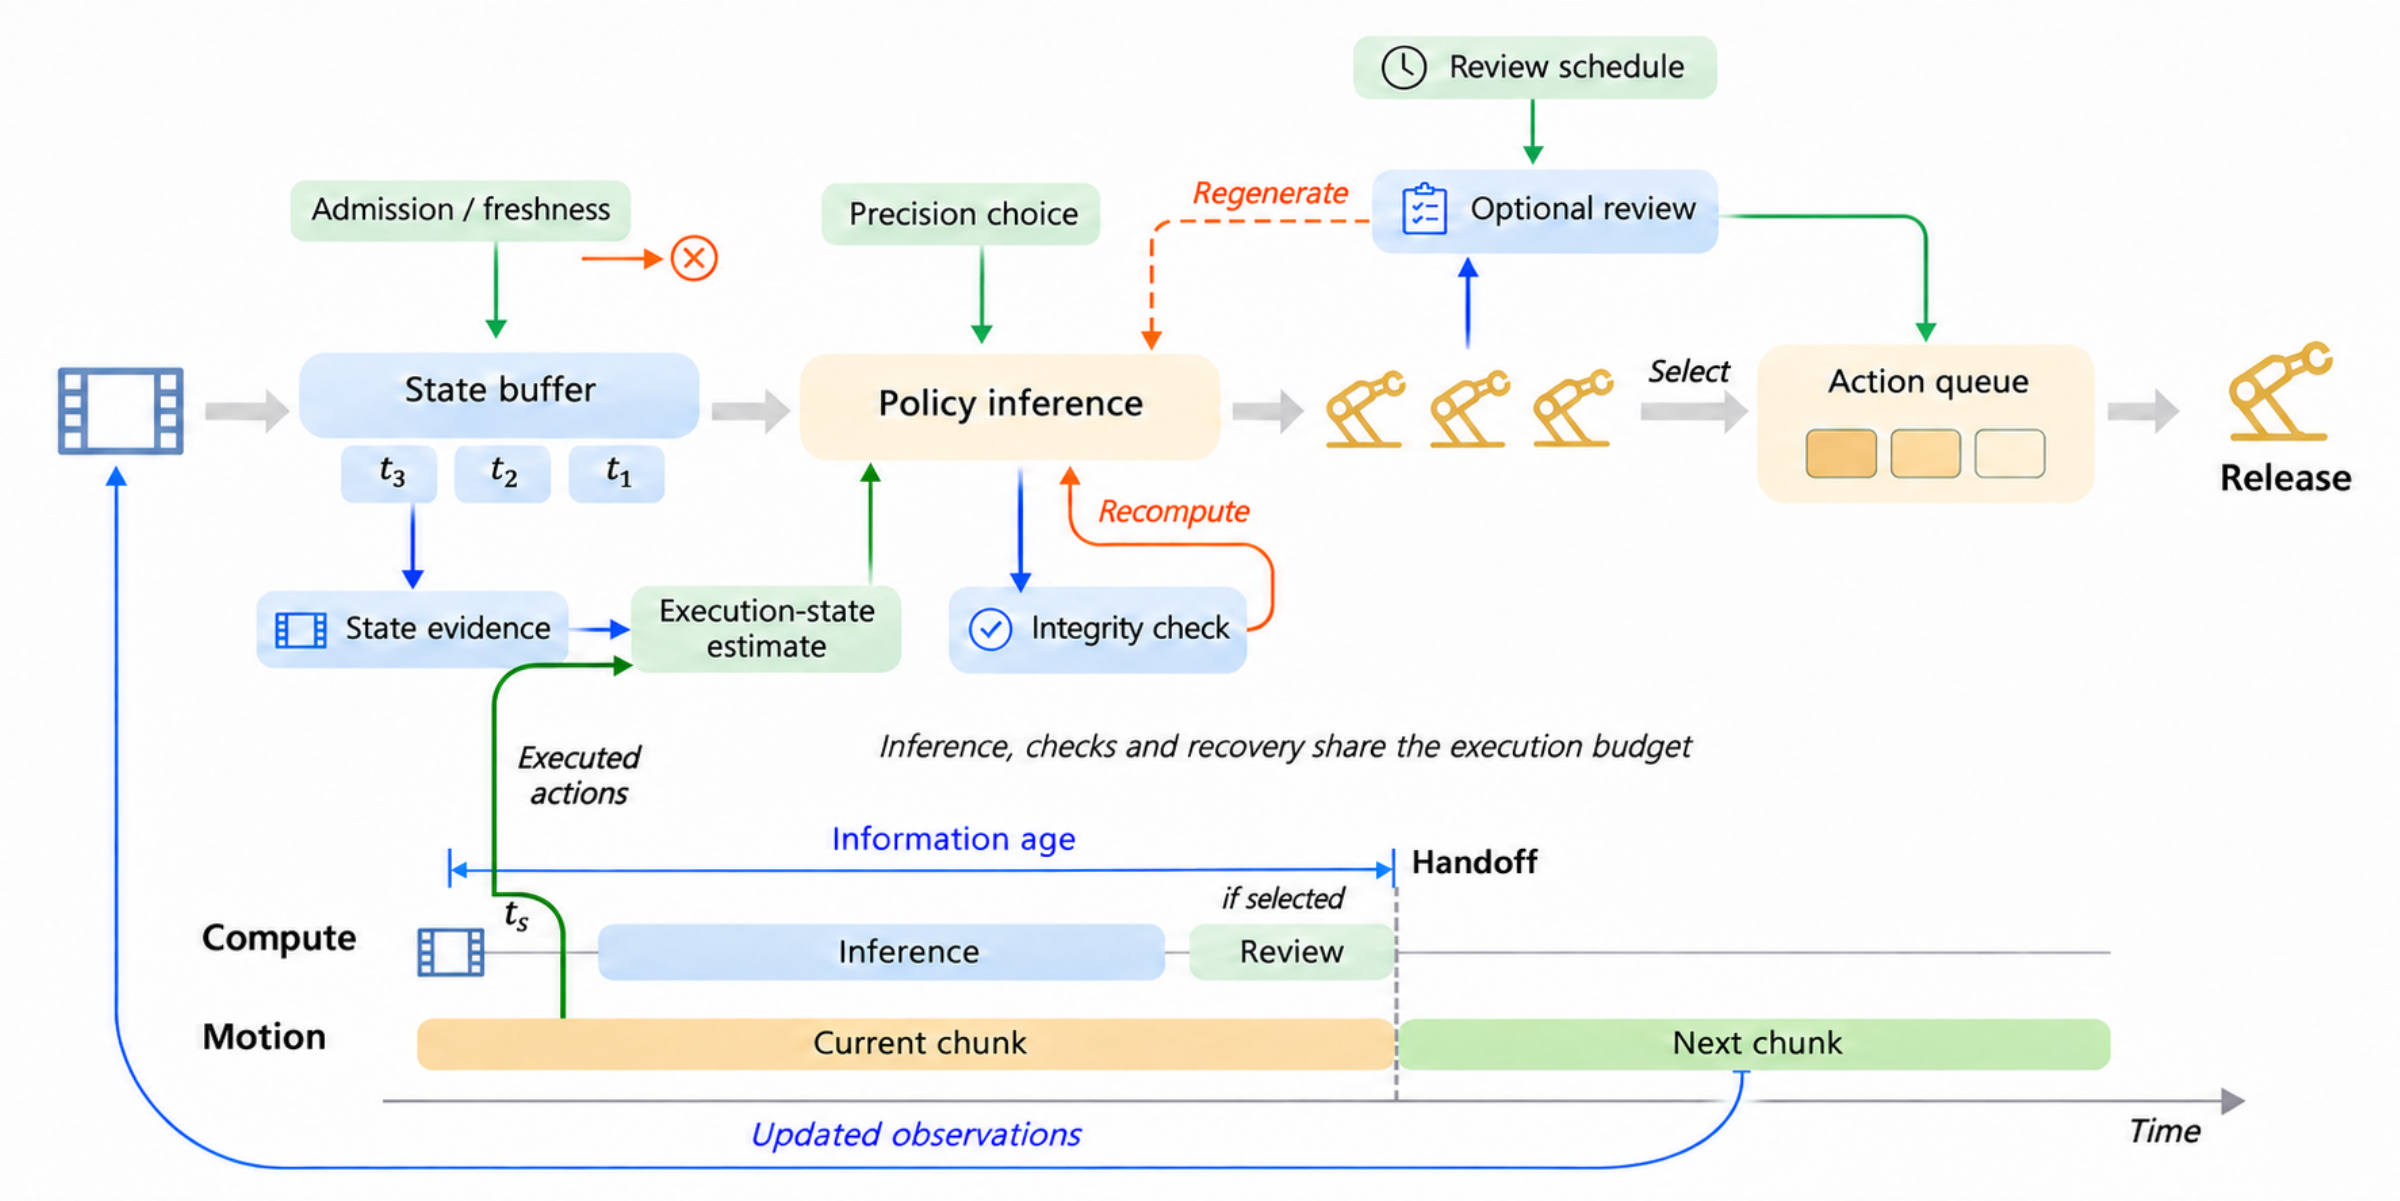 Review schedule
Admission / freshness
Precision choice
Regenerate
Optional review
State buffer
Policy inference
Select
Action queue
t₃
t₂
t₁
Release
Recompute
State evidence
Execution-state
estimate
Integrity check
Executed
actions
Inference, checks and recovery share the execution budget
Information age
Handoff
if selected
tₛ
Compute
Inference
Review
Motion
Current chunk
Next chunk
Updated observations
Time